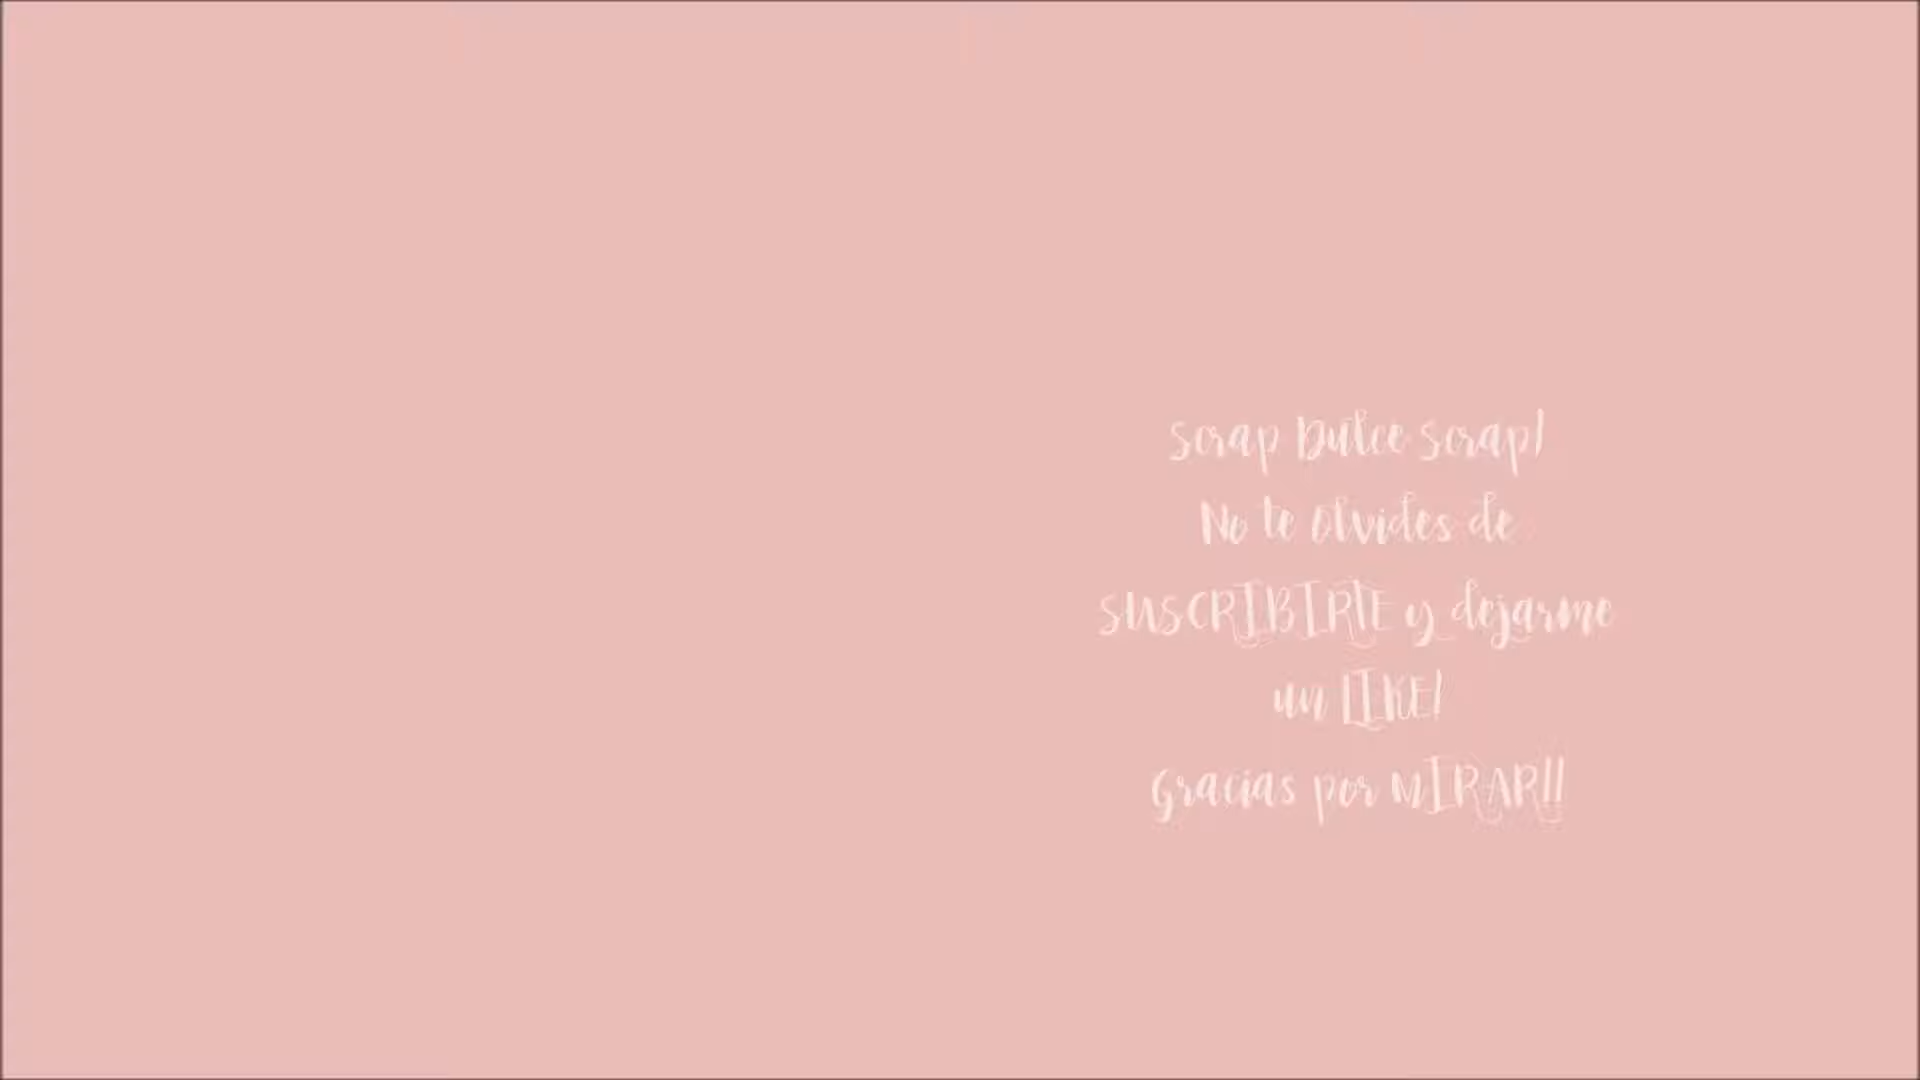 Scrap Dulce Scrap!
No te olvides de
SUSCRIBIRTE y dejarme
un LIKE!
Gracias por MIRAR!!